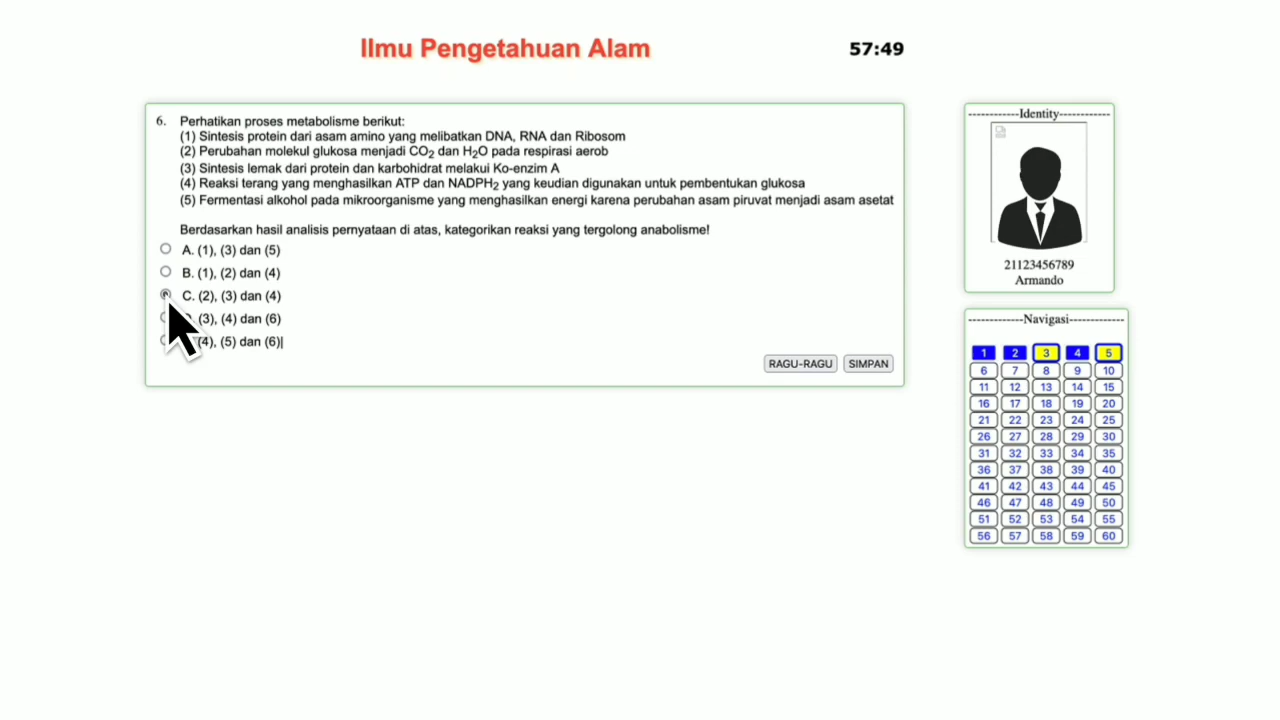 Ilmu Pengetahuan Alam
57:49
6. Perhatikan proses metabolisme berikut:
(1) Sintesis protein dari asam amino yang melibatkan DNA, RNA dan Ribosom
(2) Perubahan molekul glukosa menjadi CO2 dan H2O pada respirasi aerob
(3) Sintesis lemak dari protein dan karbohidrat melakui Ko-enzim A
(4) Reaksi terang yang menghasilkan ATP dan NADPH2 yang keudian digunakan untuk pembentukan glukosa
(5) Fermentasi alkohol pada mikroorganisme yang menghasilkan energi karena perubahan asam piruvat menjadi asam asetat
Berdasarkan hasil analisis pernyataan di atas, kategorikan reaksi yang tergolong anabolisme!
A. (1), (3) dan (5)
B. (1), (2) dan (4)
C. (2), (3) dan (4)
(3), (4) dan (6)
(4), (5) dan (6)
RAGU-RAGU SIMPAN
------------Identity------------
21123456789
Armando
-------------Navigasi-------------
1 2 3 4 5
6 7 8 9 10
11 12 13 14 15
16 17 18 19 20
21 22 23 24 25
26 27 28 29 30
31 32 33 34 35
36 37 38 39 40
41 42 43 44 45
46 47 48 49 50
51 52 53 54 55
56 57 58 59 60